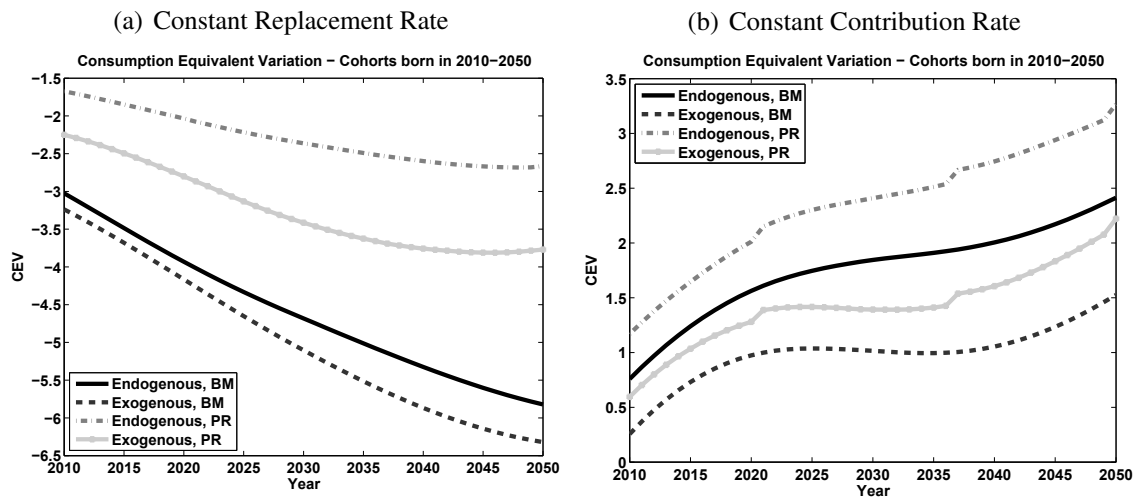 (a) Constant Replacement Rate
Consumption Equivalent Variation − Cohorts born in 2010−2050
−1.5
−2
−2.5
−3
−3.5
−4
−4.5
−5
−5.5
−6
−6.5
CEV
Endogenous, BM
Exogenous, BM
Endogenous, PR
Exogenous, PR
2010 2015 2020 2025 2030 2035 2040 2045 2050
Year
(b) Constant Contribution Rate
Consumption Equivalent Variation − Cohorts born in 2010−2050
3.5
3
2.5
2
1.5
1
0.5
0
CEV
Endogenous, BM
Exogenous, BM
Endogenous, PR
Exogenous, PR
2010 2015 2020 2025 2030 2035 2040 2045 2050
Year